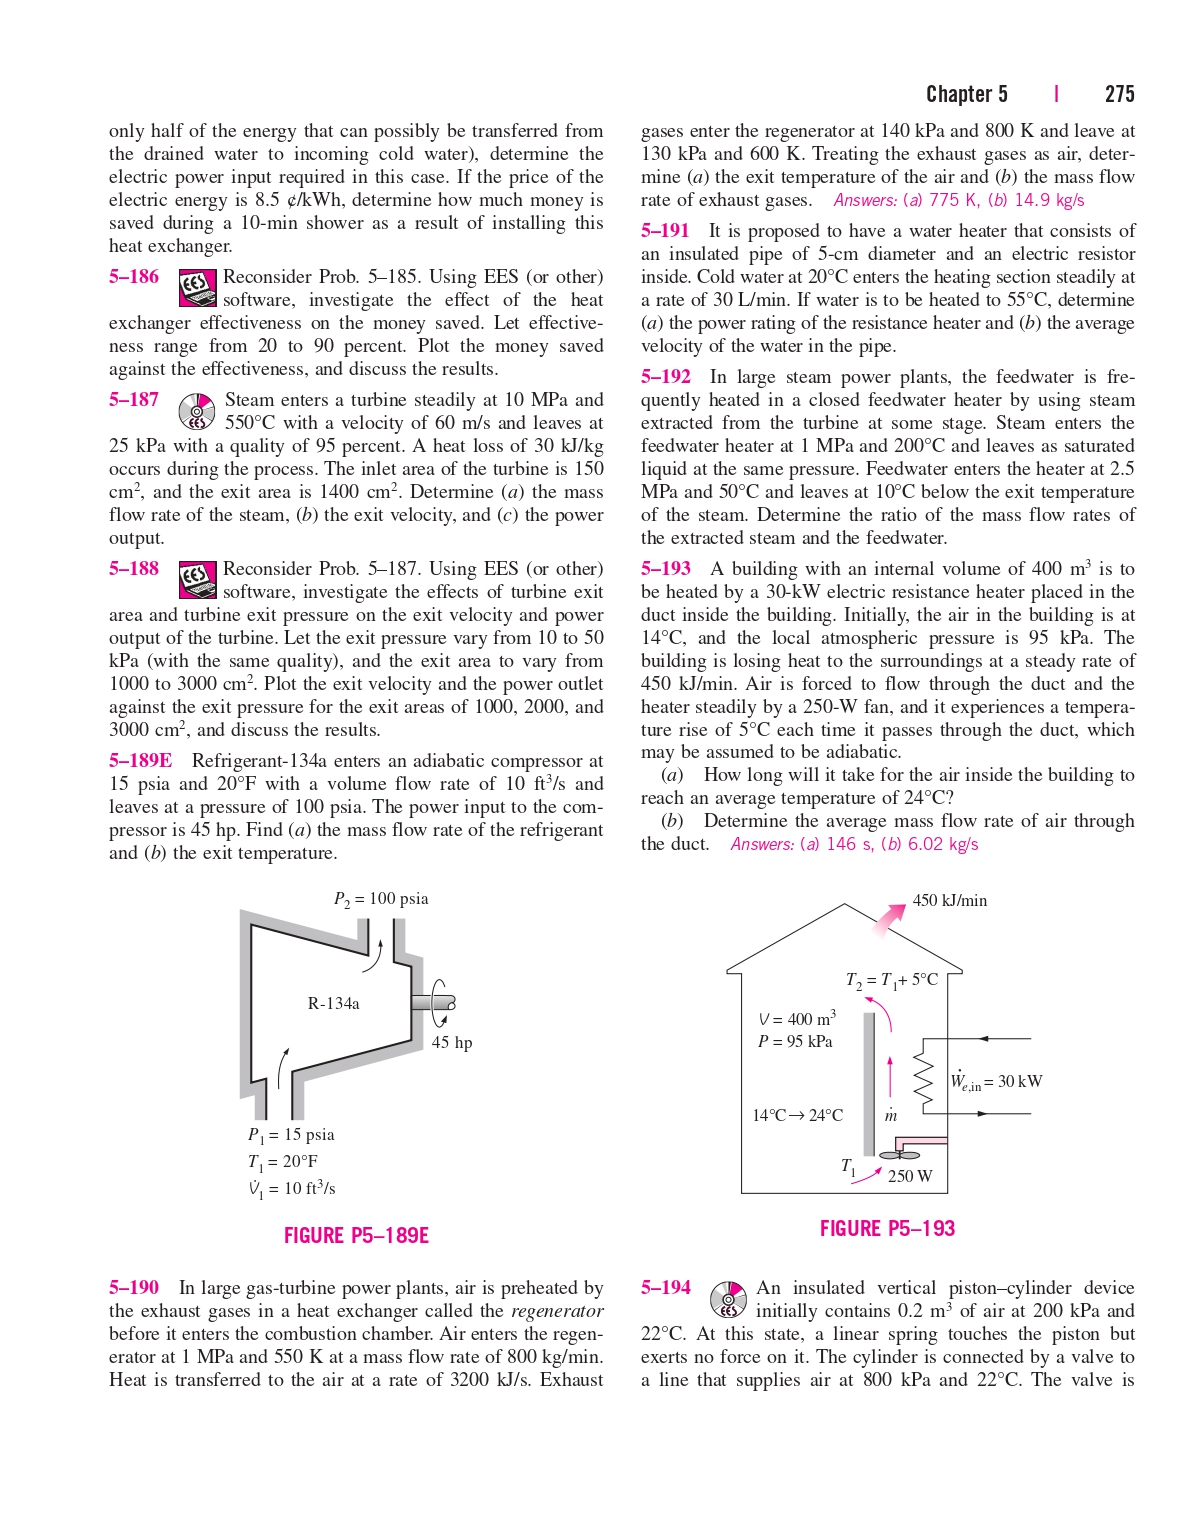 Chapter 5 | 275
only half of the energy that can possibly be transferred from
the drained water to incoming cold water), determine the
electric power input required in this case. If the price of the
electric energy is 8.5 ¢/kWh, determine how much money is
saved during a 10-min shower as a result of installing this
heat exchanger.
5–186 EES Reconsider Prob. 5–185. Using EES (or other)
software, investigate the effect of the heat
exchanger effectiveness on the money saved. Let effective-
ness range from 20 to 90 percent. Plot the money saved
against the effectiveness, and discuss the results.
5–187 Steam enters a turbine steadily at 10 MPa and
EES 550°C with a velocity of 60 m/s and leaves at
25 kPa with a quality of 95 percent. A heat loss of 30 kJ/kg
occurs during the process. The inlet area of the turbine is 150
cm², and the exit area is 1400 cm². Determine (a) the mass
flow rate of the steam, (b) the exit velocity, and (c) the power
output.
5–188 EES Reconsider Prob. 5–187. Using EES (or other)
software, investigate the effects of turbine exit
area and turbine exit pressure on the exit velocity and power
output of the turbine. Let the exit pressure vary from 10 to 50
kPa (with the same quality), and the exit area to vary from
1000 to 3000 cm². Plot the exit velocity and the power outlet
against the exit pressure for the exit areas of 1000, 2000, and
3000 cm², and discuss the results.
5–189E Refrigerant-134a enters an adiabatic compressor at
15 psia and 20°F with a volume flow rate of 10 ft³/s and
leaves at a pressure of 100 psia. The power input to the com-
pressor is 45 hp. Find (a) the mass flow rate of the refrigerant
and (b) the exit temperature.
P₂ = 100 psia
R-134a
45 hp
P₁ = 15 psia
T₁ = 20°F
V̇₁ = 10 ft³/s
FIGURE P5–189E
5–190 In large gas-turbine power plants, air is preheated by
the exhaust gases in a heat exchanger called the regenerator
before it enters the combustion chamber. Air enters the regen-
erator at 1 MPa and 550 K at a mass flow rate of 800 kg/min.
Heat is transferred to the air at a rate of 3200 kJ/s. Exhaust
gases enter the regenerator at 140 kPa and 800 K and leave at
130 kPa and 600 K. Treating the exhaust gases as air, deter-
mine (a) the exit temperature of the air and (b) the mass flow
rate of exhaust gases. Answers: (a) 775 K, (b) 14.9 kg/s
5–191 It is proposed to have a water heater that consists of
an insulated pipe of 5-cm diameter and an electric resistor
inside. Cold water at 20°C enters the heating section steadily at
a rate of 30 L/min. If water is to be heated to 55°C, determine
(a) the power rating of the resistance heater and (b) the average
velocity of the water in the pipe.
5–192 In large steam power plants, the feedwater is fre-
quently heated in a closed feedwater heater by using steam
extracted from the turbine at some stage. Steam enters the
feedwater heater at 1 MPa and 200°C and leaves as saturated
liquid at the same pressure. Feedwater enters the heater at 2.5
MPa and 50°C and leaves at 10°C below the exit temperature
of the steam. Determine the ratio of the mass flow rates of
the extracted steam and the feedwater.
5–193 A building with an internal volume of 400 m³ is to
be heated by a 30-kW electric resistance heater placed in the
duct inside the building. Initially, the air in the building is at
14°C, and the local atmospheric pressure is 95 kPa. The
building is losing heat to the surroundings at a steady rate of
450 kJ/min. Air is forced to flow through the duct and the
heater steadily by a 250-W fan, and it experiences a tempera-
ture rise of 5°C each time it passes through the duct, which
may be assumed to be adiabatic.
(a) How long will it take for the air inside the building to
reach an average temperature of 24°C?
(b) Determine the average mass flow rate of air through
the duct. Answers: (a) 146 s, (b) 6.02 kg/s
450 kJ/min
T₂ = T₁ + 5°C
V = 400 m³
P = 95 kPa
Ẇe,in = 30 kW
14°C → 24°C
ṁ
T₁
250 W
FIGURE P5–193
5–194 An insulated vertical piston–cylinder device
EES initially contains 0.2 m³ of air at 200 kPa and
22°C. At this state, a linear spring touches the piston but
exerts no force on it. The cylinder is connected by a valve to
a line that supplies air at 800 kPa and 22°C. The valve is